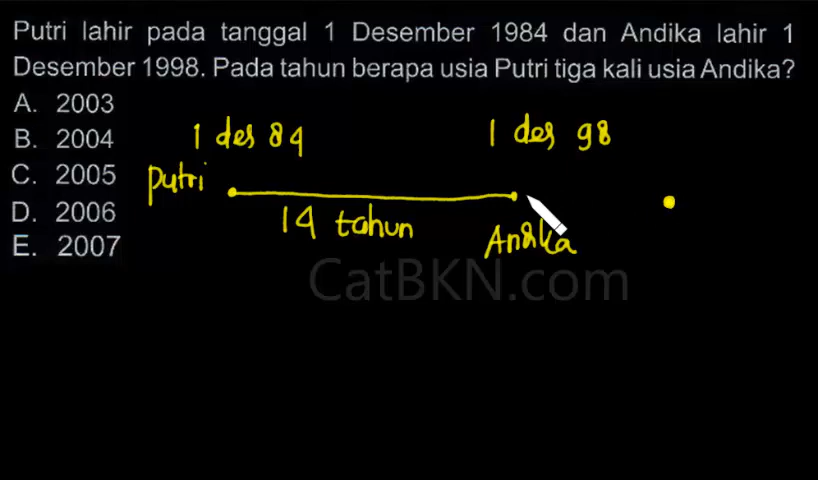 Putri lahir pada tanggal 1 Desember 1984 dan Andika lahir 1
Desember 1998. Pada tahun berapa usia Putri tiga kali usia Andika?
A. 2003
B. 2004
C. 2005
D. 2006
E. 2007
1 des 84
1 des 98
Putri
14 tahun
Andika
CatBKN.com